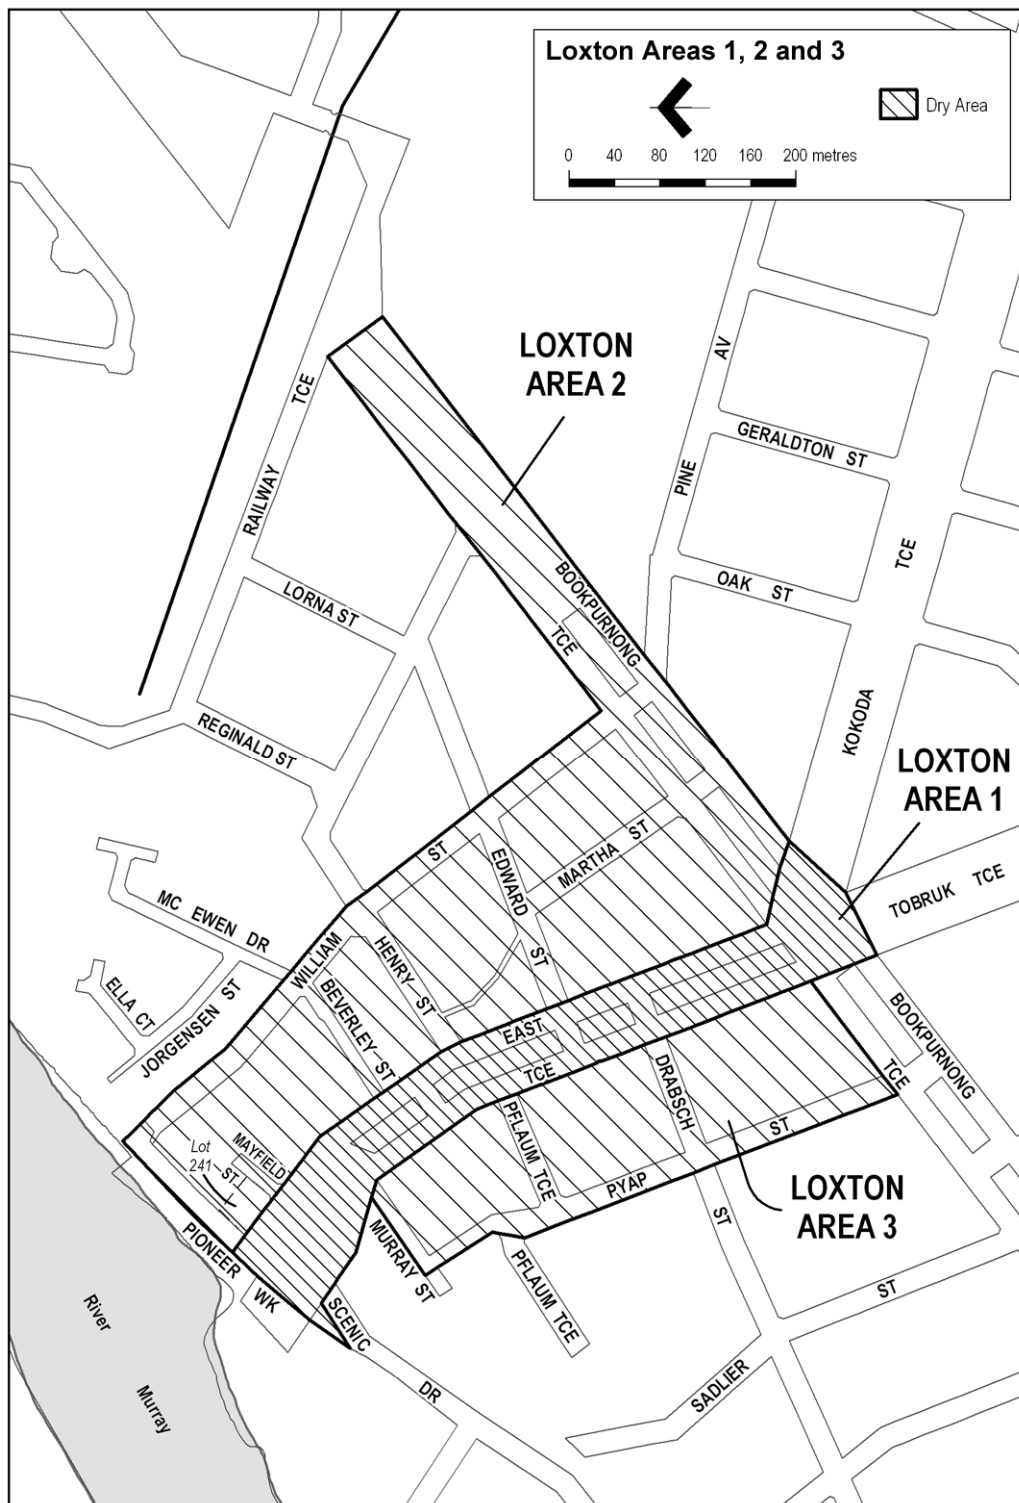 Loxton Areas 1, 2 and 3
Dry Area
0 40 80 120 160 200 metres
LOXTON
AREA 2
RAILWAY TCE
PINE AV
GERALDTON ST
OAK ST
TCE
KOKODA
LORNA ST
BOOKPURNONG
TCE
REGINALD ST
LOXTON
AREA 1
TOBRUK TCE
MARTHA ST
EDWARD
ST
ST
WILLIAM
HENRY ST
BEVERLEY ST
MC EWEN DR
ELLA CT
JORGENSEN ST
EAST
TCE
BOOKPURNONG
TCE
DRABSCH
ST
PFLAUM TCE
PYAP
ST
LOXTON
AREA 3
MAYFIELD
ST
Lot
241
PIONEER
WK
SCENIC
DR
MURRAY ST
PFLAUM TCE
SADLIER
ST
River
Murray